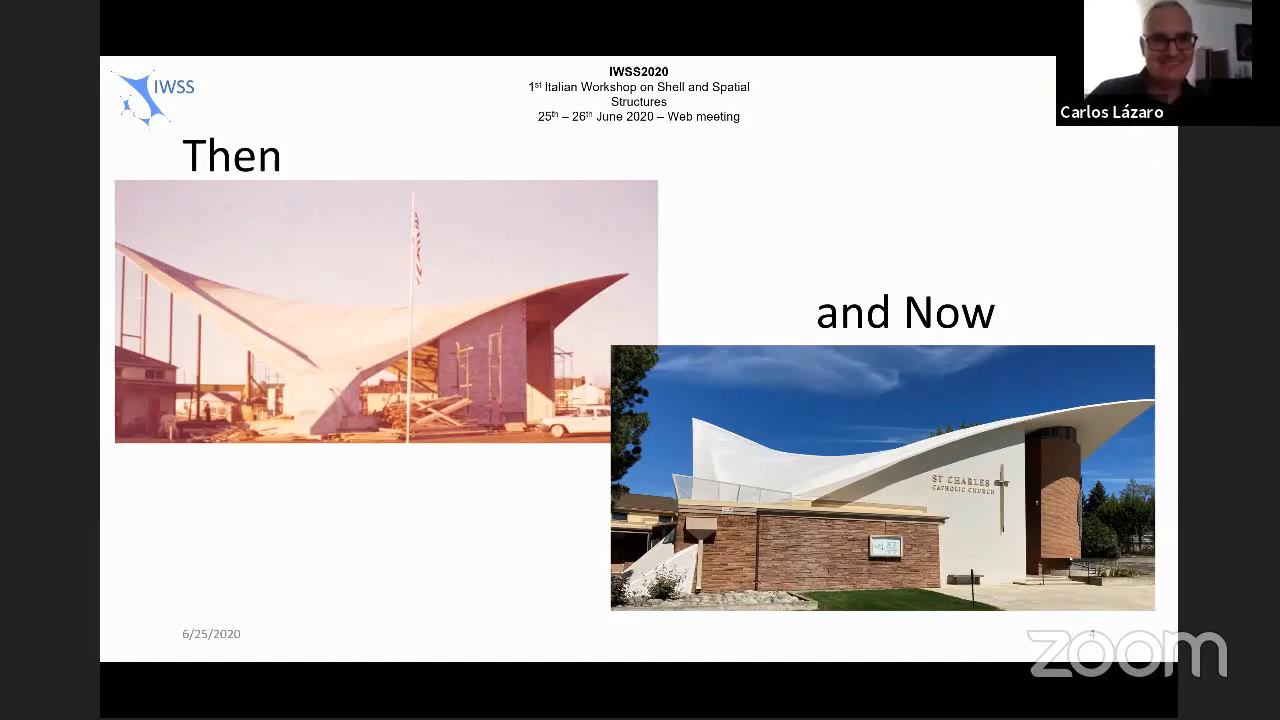 IWSS
IWSS2020
1st Italian Workshop on Shell and Spatial
Structures
25th – 26th June 2020 – Web meeting
Carlos Lázaro
Then
and Now
ST CHARLES
CATHOLIC CHURCH
6/25/2020
4
zoom